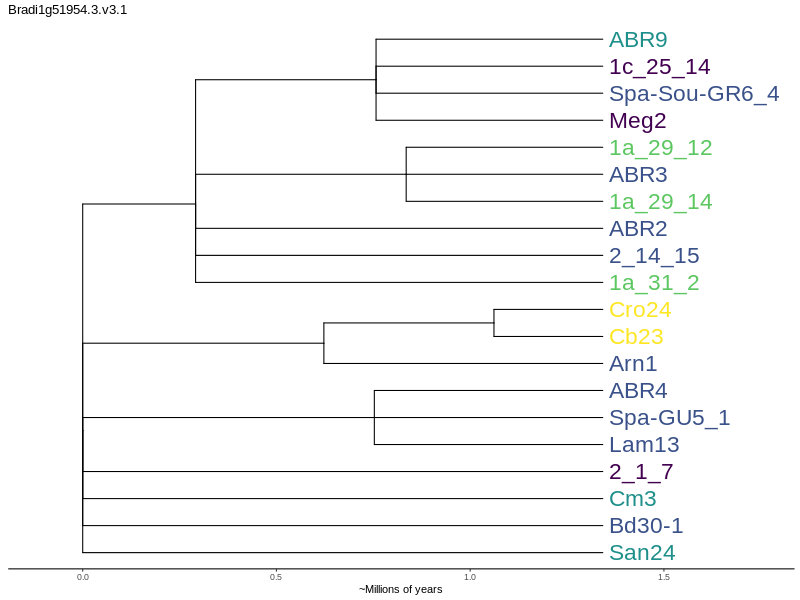 Bradi1g51954.3.v3.1
ABR9
1c_25_14
Spa-Sou-GR6_4
Meg2
1a_29_12
ABR3
1a_29_14
ABR2
2_14_15
1a_31_2
Cro24
Cb23
Arn1
ABR4
Spa-GU5_1
Lam13
2_1_7
Cm3
Bd30-1
San24
0.0 0.5 1.0 1.5
~Millions of years